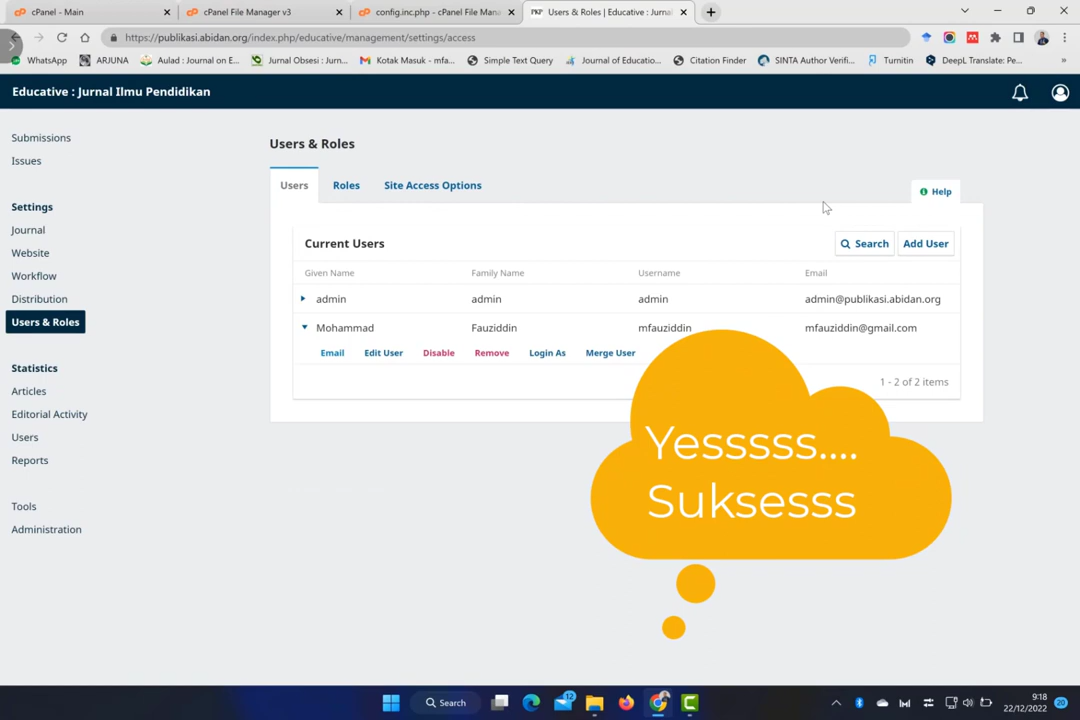 cPanel - Main
cPanel File Manager v3
config.inc.php - cPanel File Mana
Users & Roles | Educative : Jurnal
https://publikasi.abidan.org/index.php/educative/management/settings/access
WhatsApp
ARJUNA
Aulad : Journal on E...
Jurnal Obsesi : Jurn...
Kotak Masuk - mfa...
Simple Text Query
Journal of Educatio...
Citation Finder
SINTA Author Verifi...
Turnitin
DeepL Translate: Pe...
Educative : Jurnal Ilmu Pendidikan
Submissions
Issues
Settings
Journal
Website
Workflow
Distribution
Users & Roles
Statistics
Articles
Editorial Activity
Users
Reports
Tools
Administration
Users & Roles
Users Roles Site Access Options
Help
Current Users
Search Add User
Given Name Family Name Username Email
admin admin admin admin@publikasi.abidan.org
Mohammad Fauziddin mfauziddin mfauziddin@gmail.com
Email Edit User Disable Remove Login As Merge User
1 - 2 of 2 items
Yesssss....
Suksesss
Search
12
9:18
22/12/2022
20